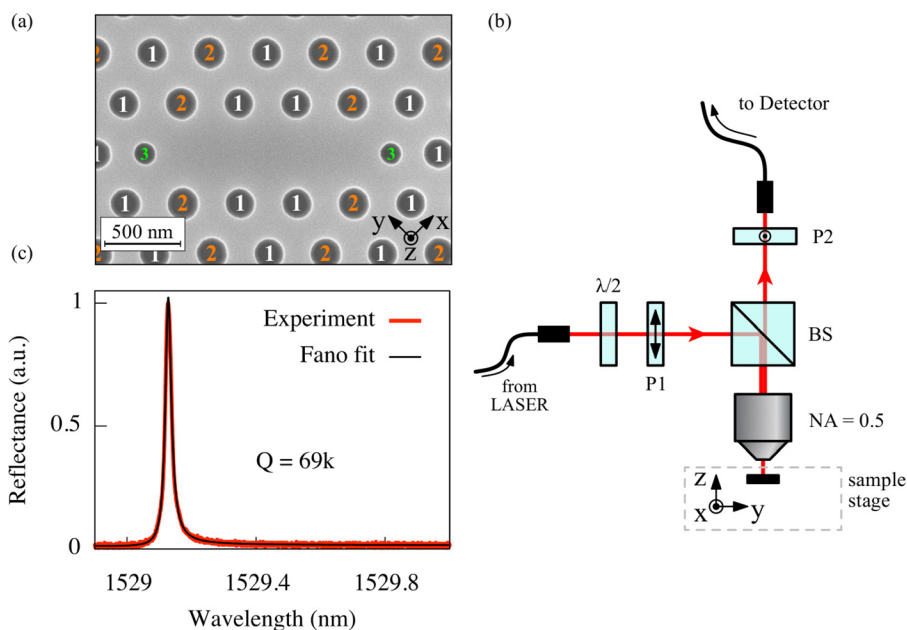 (a)
2 1 2 1 2 1 2
1 2 1 1 2 1
1 3 3 1
1 2 1 1 2 1
2 1 2 1 1 2
y x
z
500 nm
(b)
to Detector
P2
λ/2
BS
P1
from
LASER
NA = 0.5
sample
stage
z
x y
(c)
Reflectance (a.u.)
1
0.5
0
Experiment
Fano fit
Q = 69k
1529
1529.4
1529.8
Wavelength (nm)